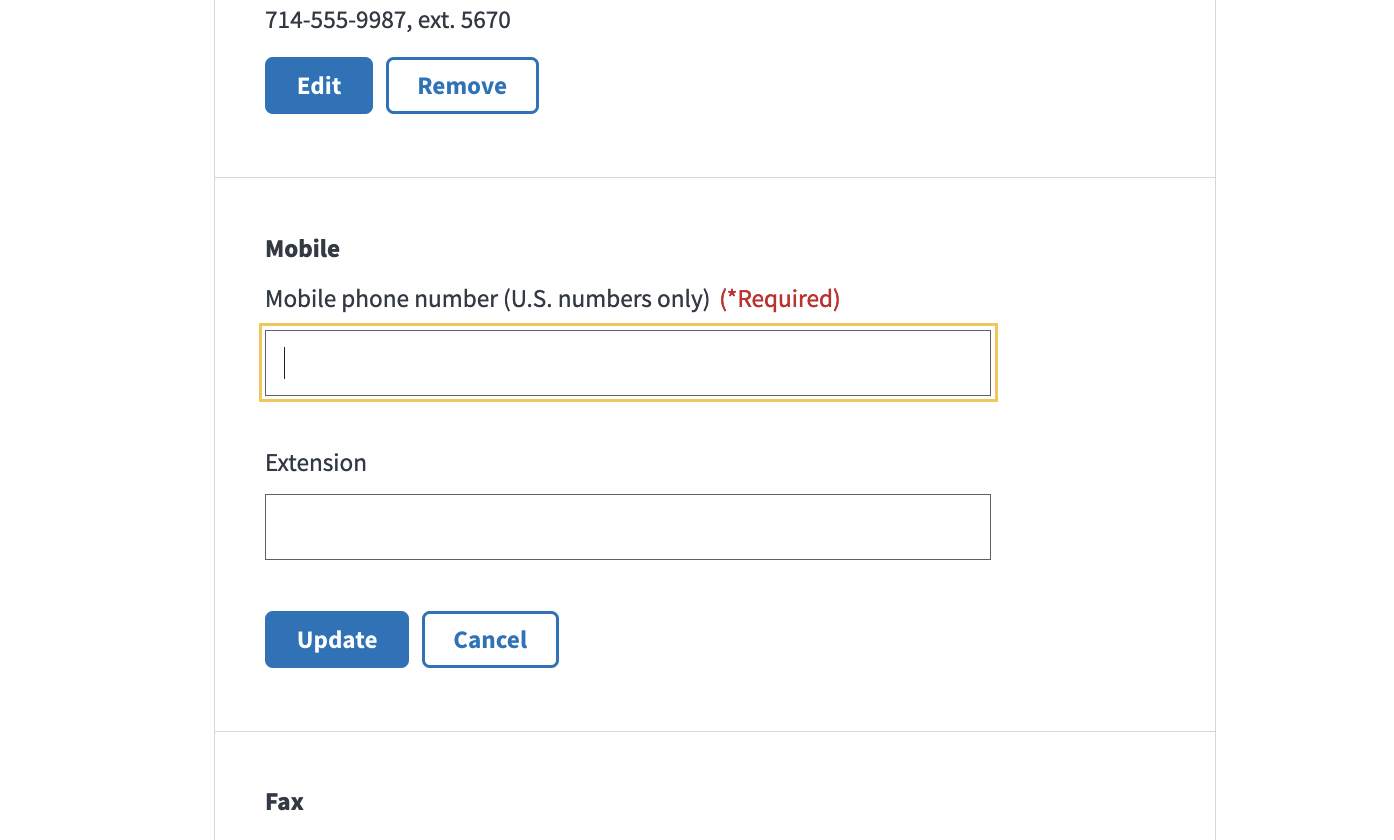 714-555-9987, ext. 5670
Edit Remove
Mobile
Mobile phone number (U.S. numbers only) (*Required)
Extension
Update Cancel
Fax